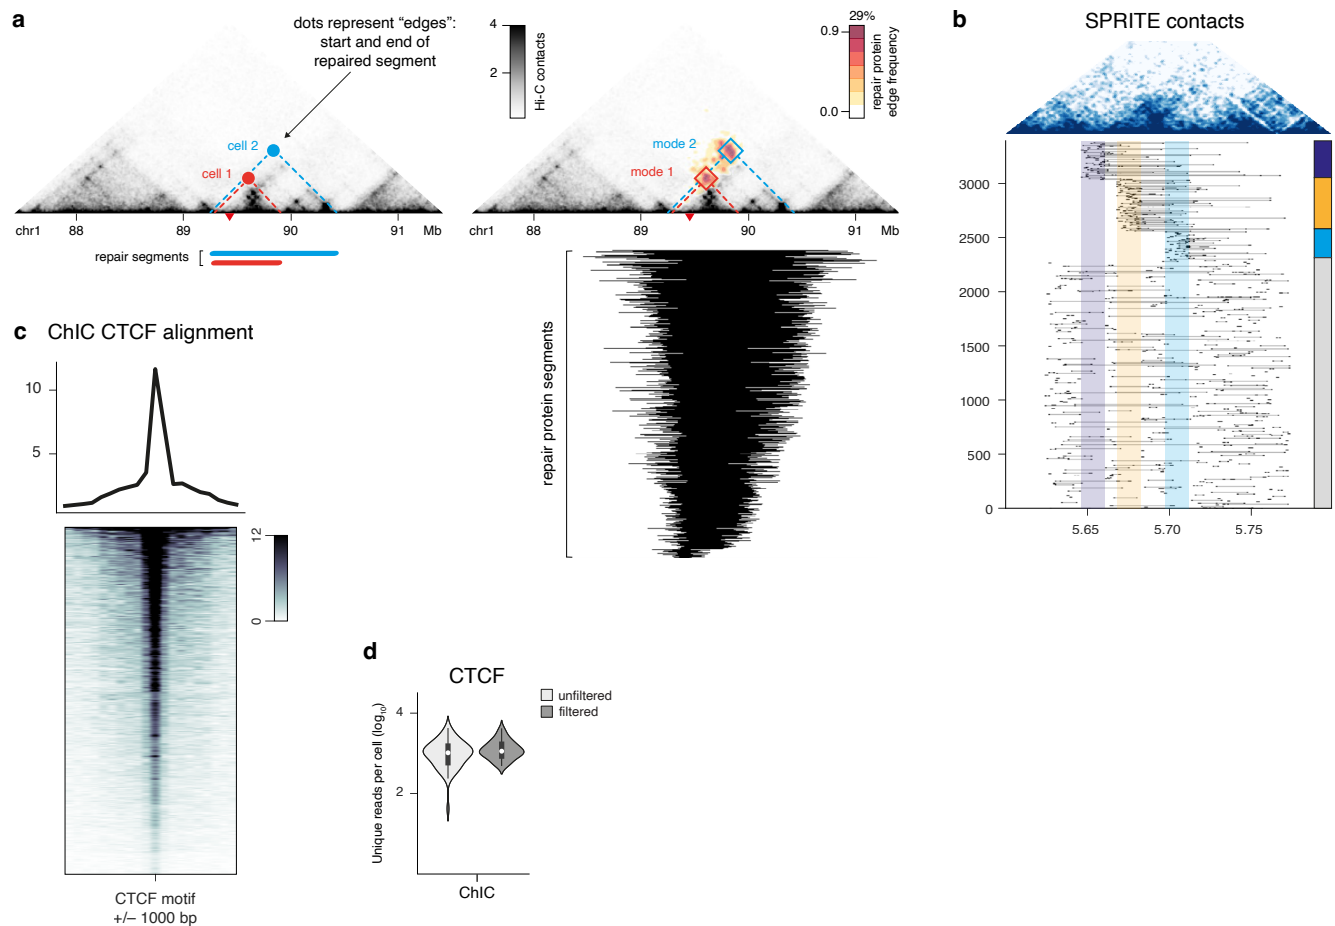 a
dots represent “edges”:
start and end of
repaired segment
cell 2
cell 1
4
2
Hi-C contacts
chr1
88
89
90
91
Mb
repair segments
29%
0.9
0.0
repair protein
edge frequency
mode 2
mode 1
88
89
90
91
Mb
chr1
repair protein segments
b
SPRITE contacts
3000
2500
2000
1500
1000
500
0
5.65
5.70
5.75
c
ChIC CTCF alignment
10
5
12
0
CTCF motif
+/– 1000 bp
d
CTCF
unfiltered
filtered
Unique reads per cell (log10)
4
2
ChIC